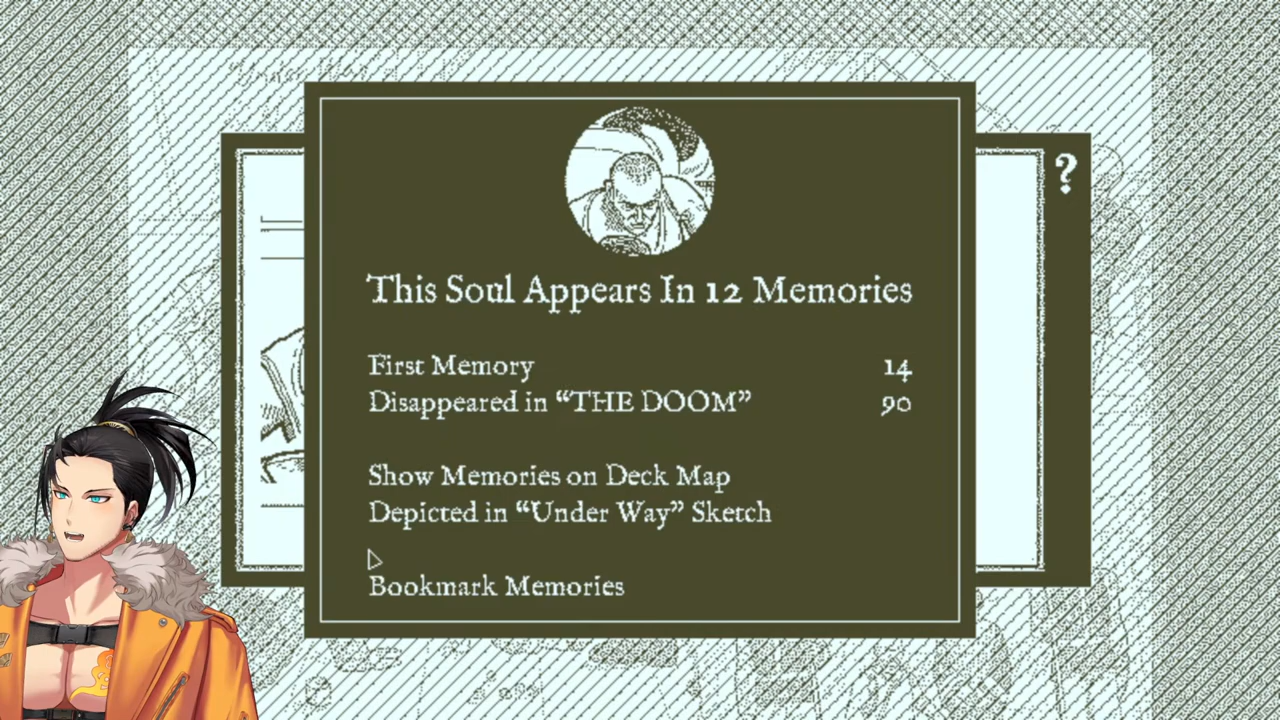 ?
This Soul Appears In 12 Memories
First Memory 14
Disappeared in “THE DOOM” 90
Show Memories on Deck Map
Depicted in “Under Way” Sketch
Bookmark Memories